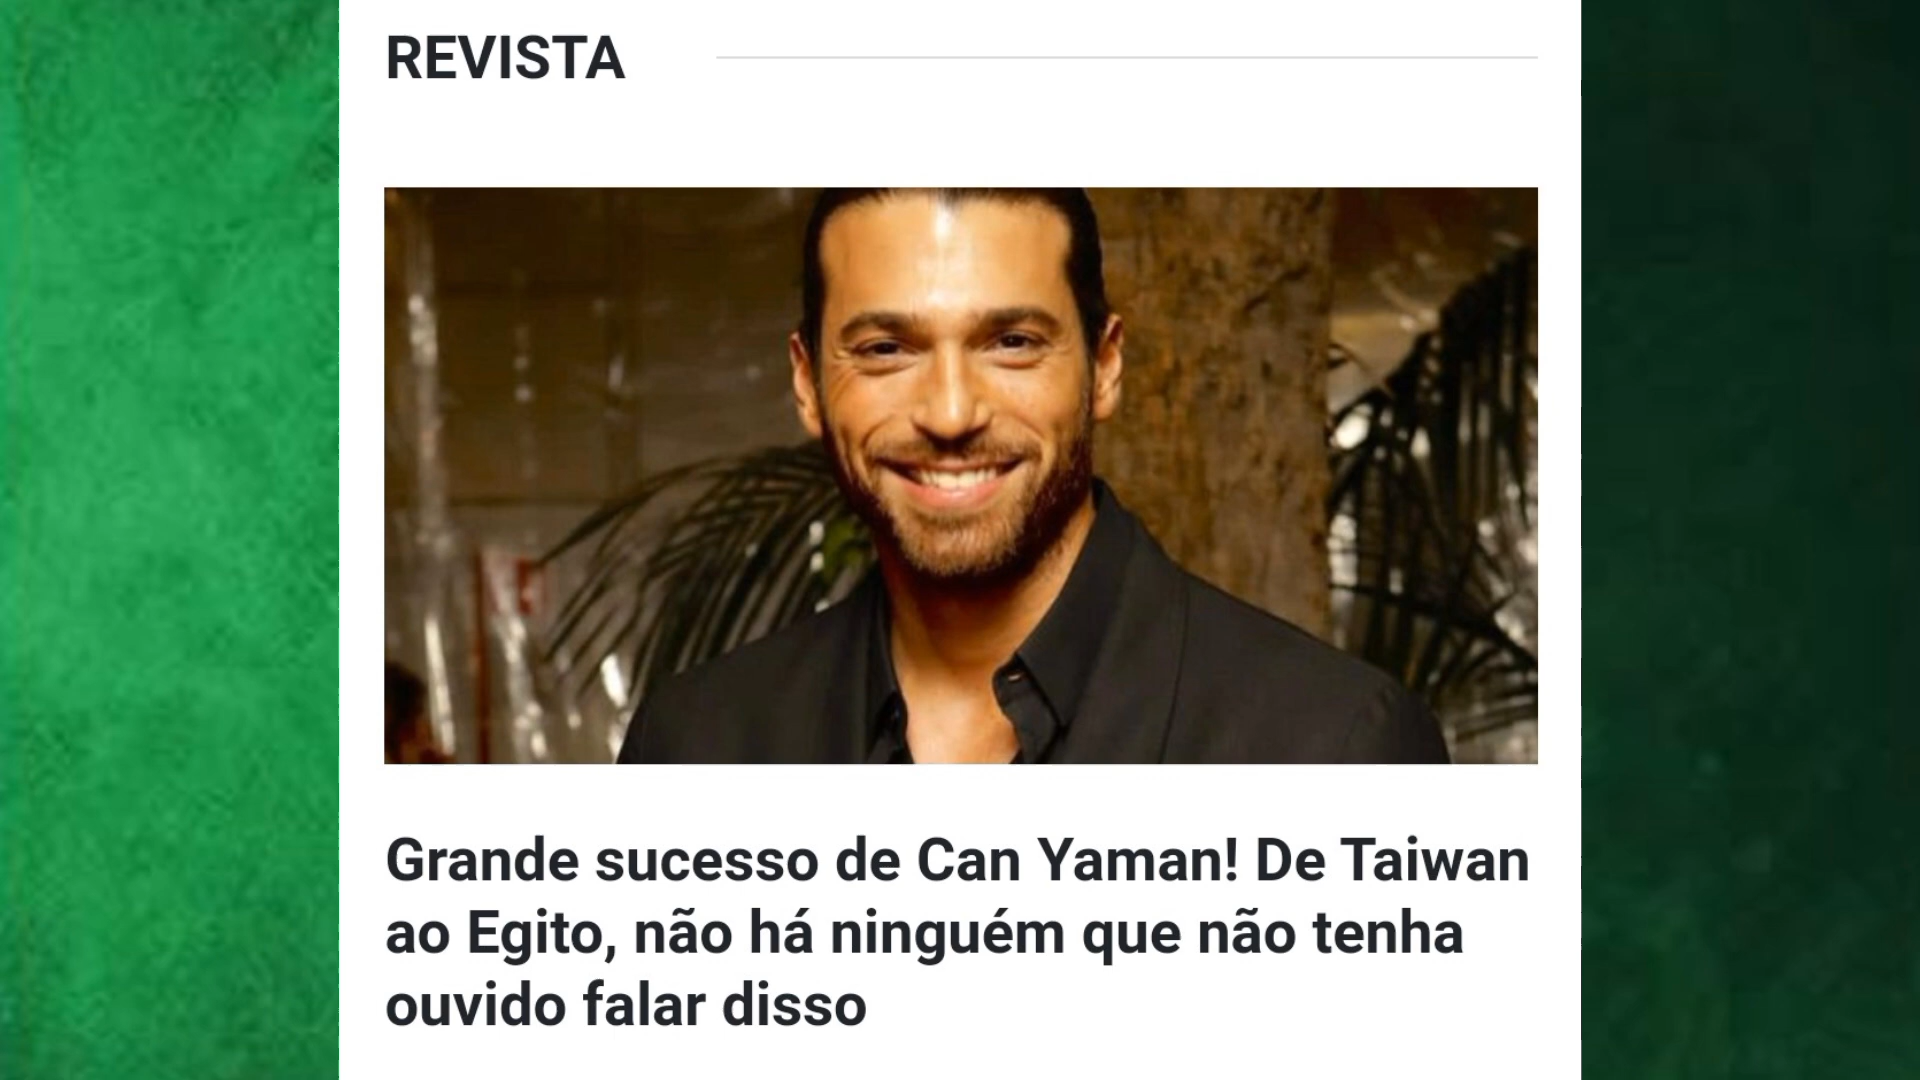 REVISTA
Grande sucesso de Can Yaman! De Taiwan
ao Egito, não há ninguém que não tenha
ouvido falar disso